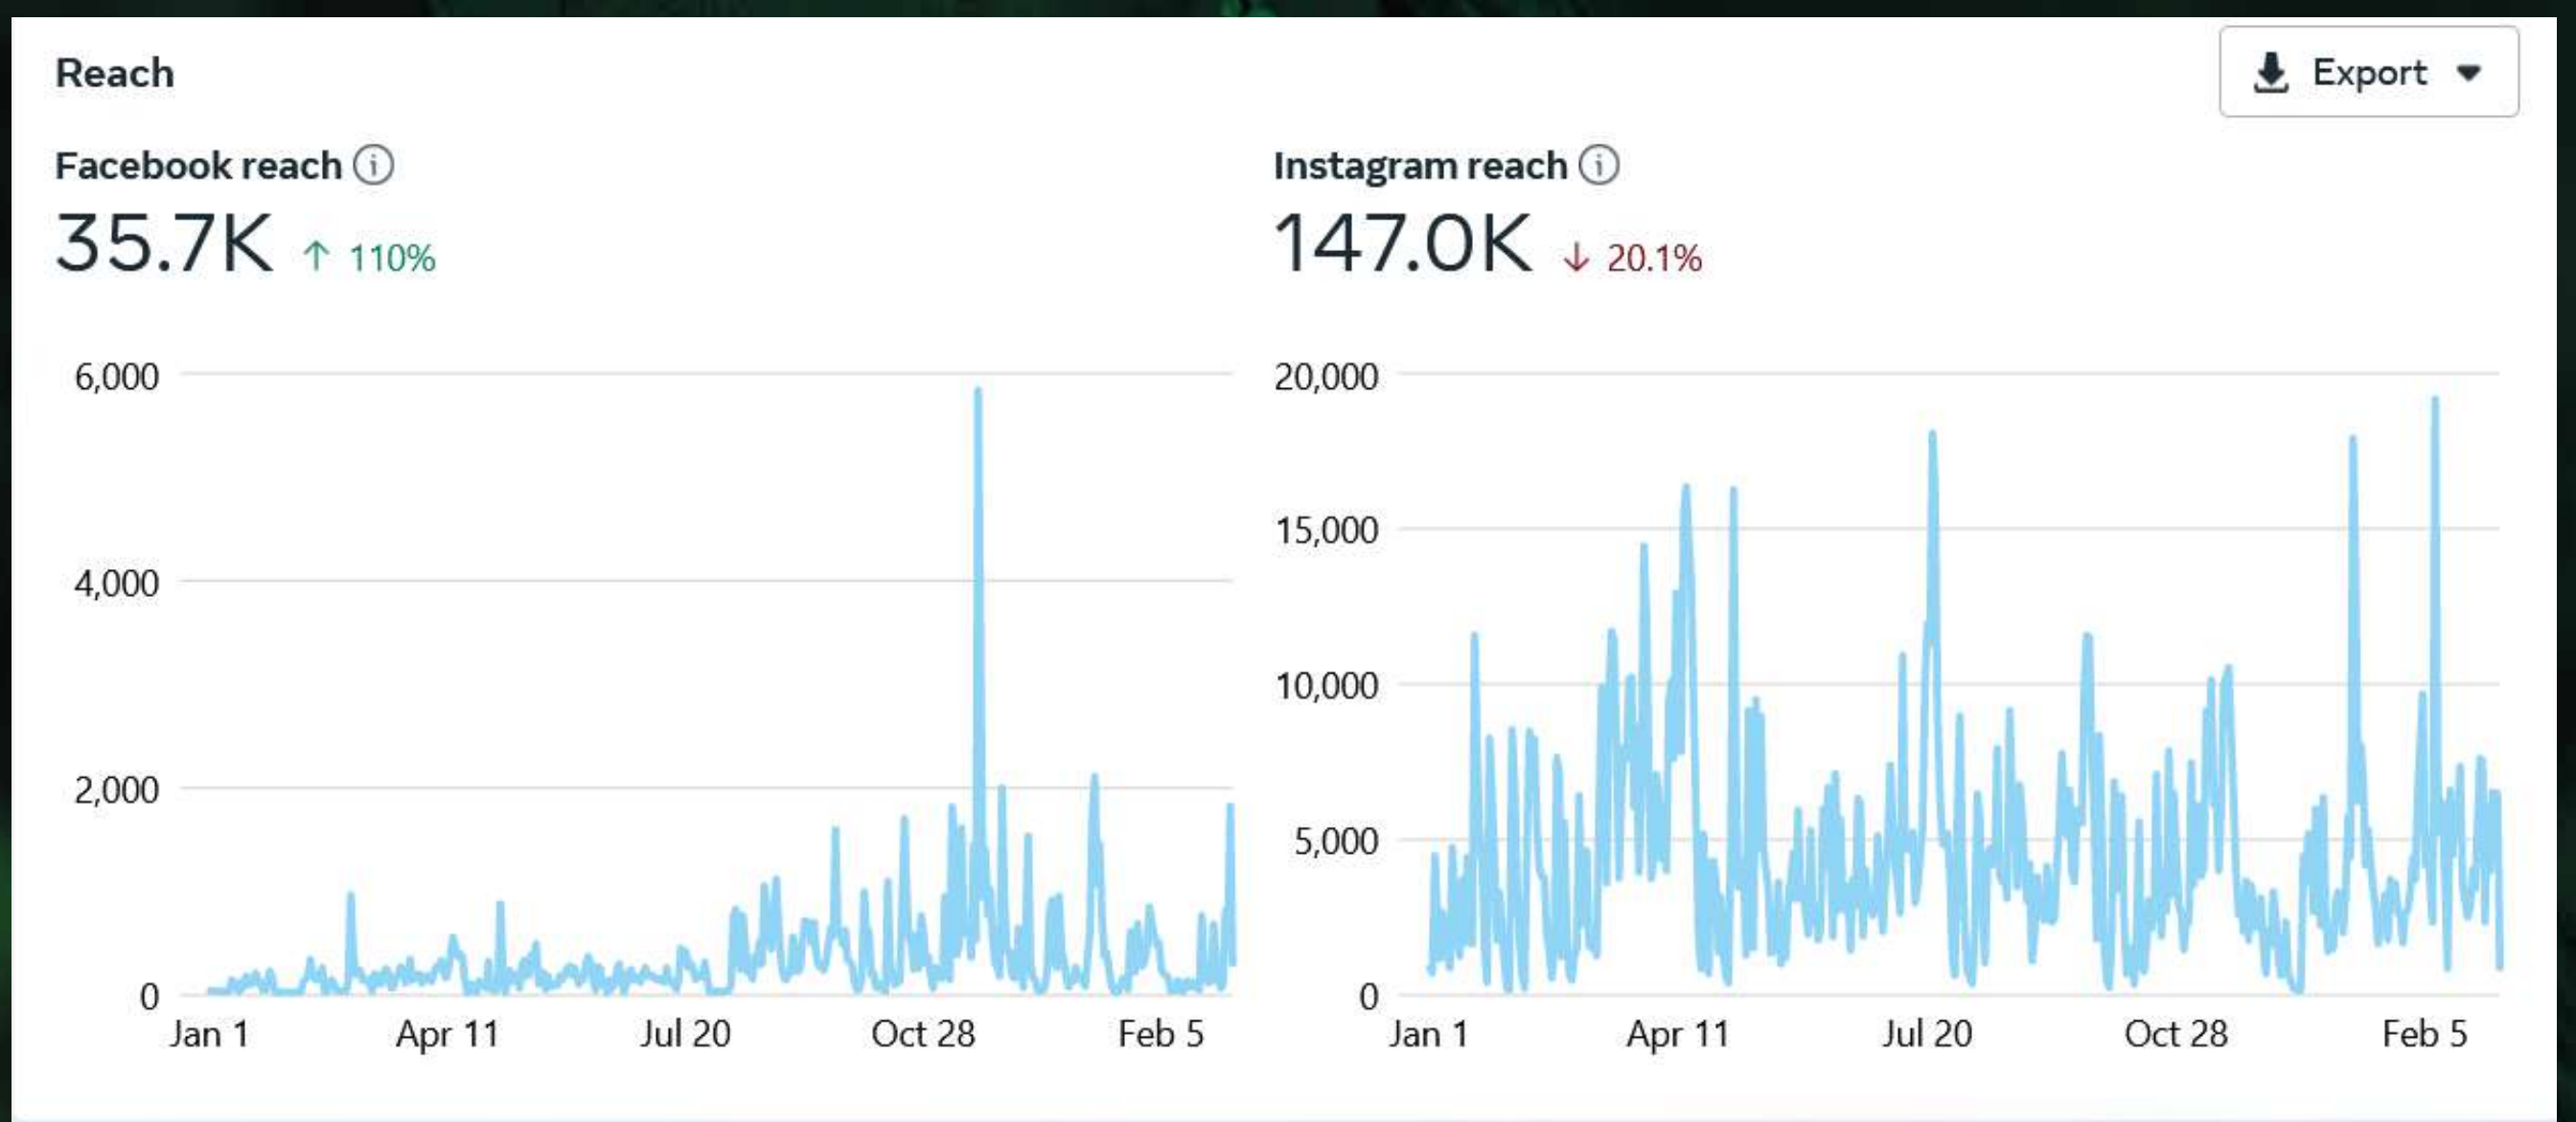 Reach
Export
Facebook reach
35.7K ↑ 110%
6,000
4,000
2,000
0
Jan 1 Apr 11 Jul 20 Oct 28 Feb 5
Instagram reach
147.0K ↓ 20.1%
20,000
15,000
10,000
5,000
0
Jan 1 Apr 11 Jul 20 Oct 28 Feb 5